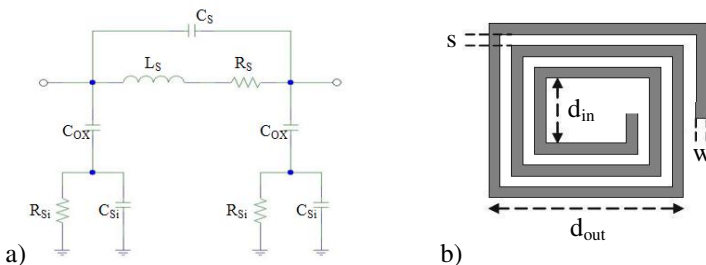 C_S
L_S R_S
C_OX C_OX
R_Si C_Si R_Si C_Si
a)
s
d_in
w
d_out
b)